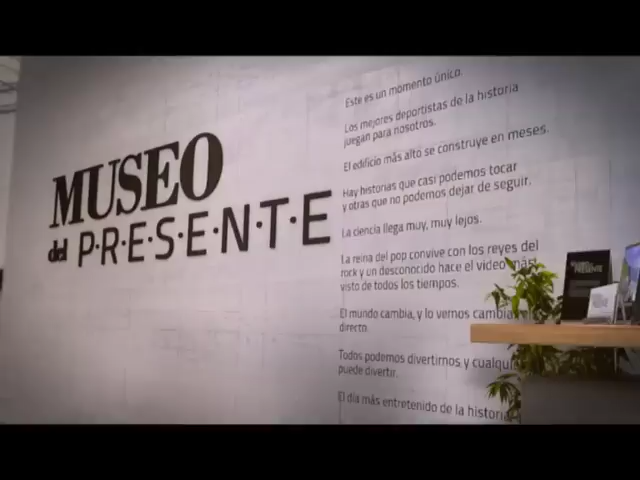 MUSEO
del P·R·E·S·E·N·T·E
Este es un momento único.
Los mejores deportistas de la historia
juegan para nosotros.
El edificio más alto se construye en meses.
Hay historias que casi podemos tocar
y otras que no podemos dejar de seguir.
La ciencia llega muy, muy lejos.
La reina del pop convive con los reyes del
rock y un desconocido hace el video más
visto de todos los tiempos.
El mundo cambia, y lo vemos cambia
directo.
Todos podemos divertirnos y cualqui
puede divertir.
El día más entretenido de la historia
PRESENTE